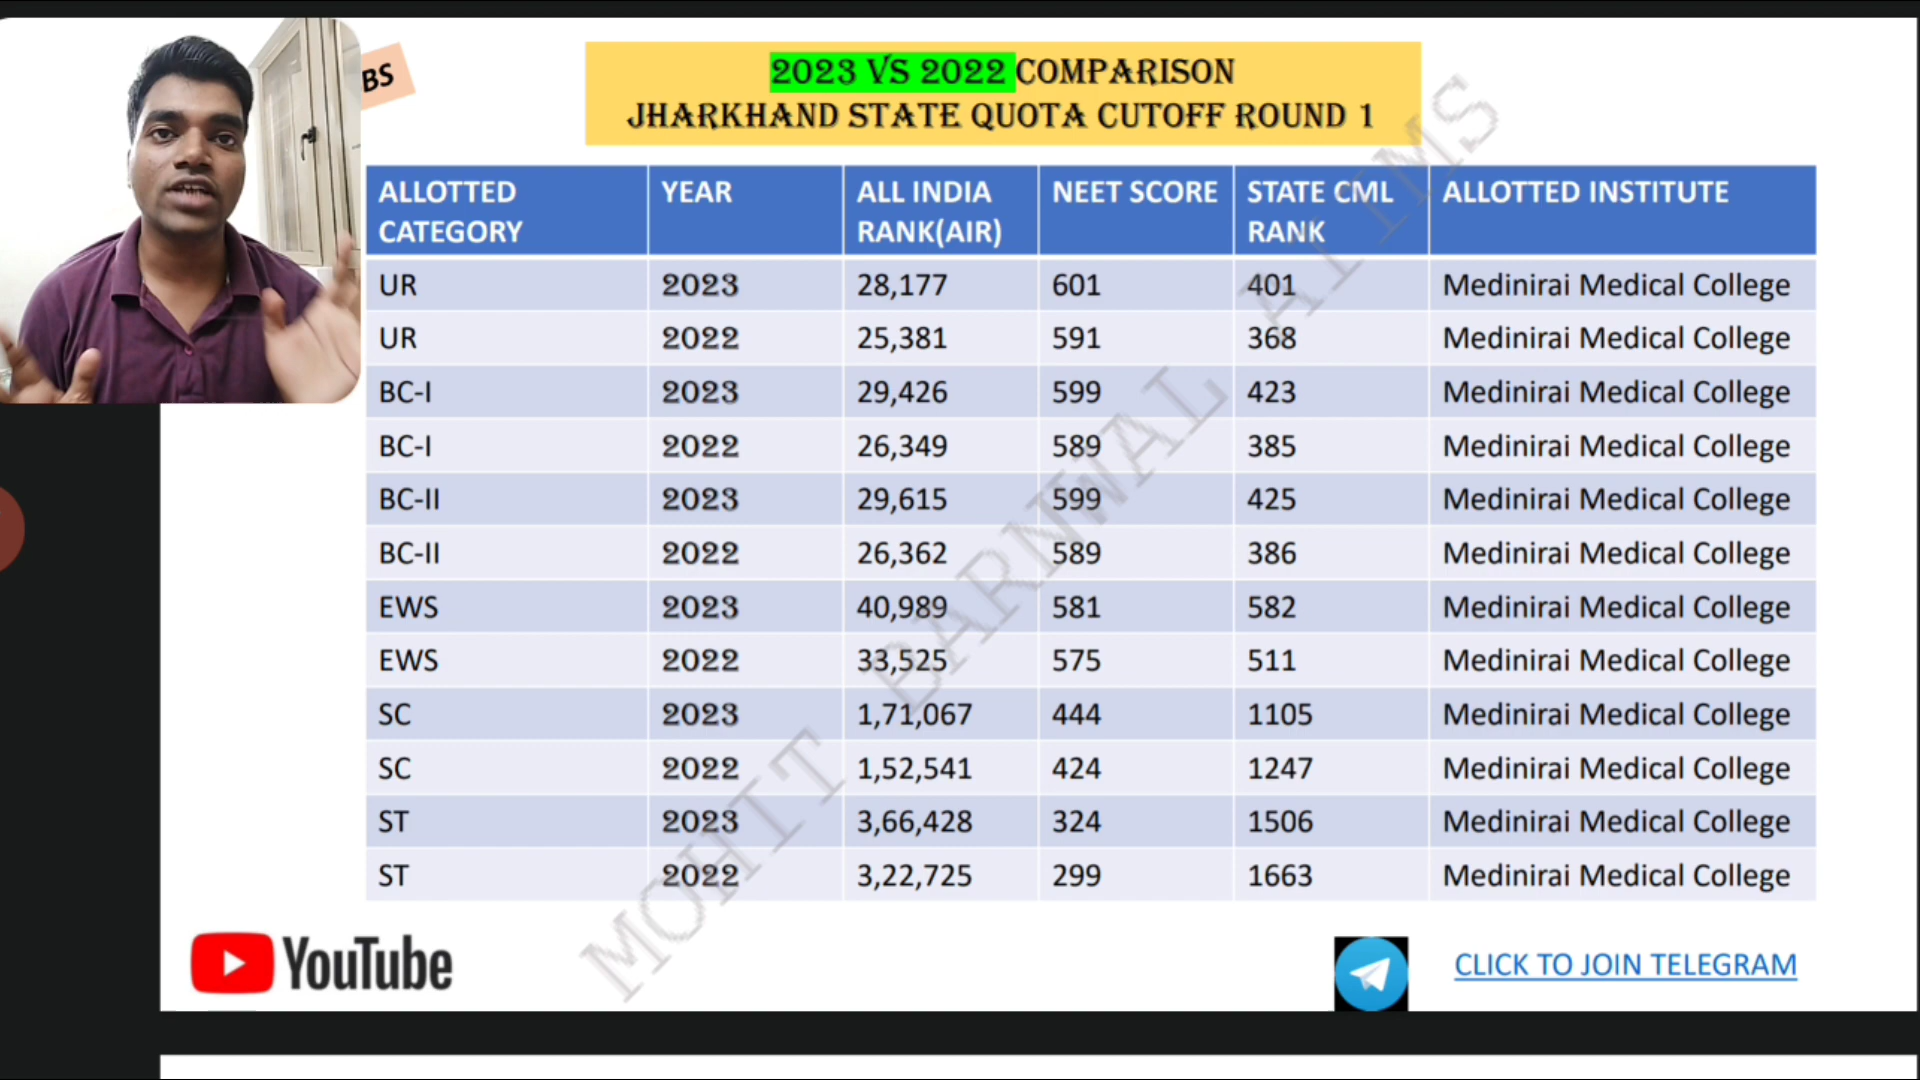 BS
2023 VS 2022 COMPARISON
JHARKHAND STATE QUOTA CUTOFF ROUND 1
ALLOTTED CATEGORY YEAR ALL INDIA RANK(AIR) NEET SCORE STATE CML RANK ALLOTTED INSTITUTE
UR 2023 28,177 601 401 Medinirai Medical College
UR 2022 25,381 591 368 Medinirai Medical College
BC-I 2023 29,426 599 423 Medinirai Medical College
BC-I 2022 26,349 589 385 Medinirai Medical College
BC-II 2023 29,615 599 425 Medinirai Medical College
BC-II 2022 26,362 589 386 Medinirai Medical College
EWS 2023 40,989 581 582 Medinirai Medical College
EWS 2022 33,525 575 511 Medinirai Medical College
SC 2023 1,71,067 444 1105 Medinirai Medical College
SC 2022 1,52,541 424 1247 Medinirai Medical College
ST 2023 3,66,428 324 1506 Medinirai Medical College
ST 2022 3,22,725 299 1663 Medinirai Medical College
MOHIT BARNWAL AIIMS
YouTube
CLICK TO JOIN TELEGRAM